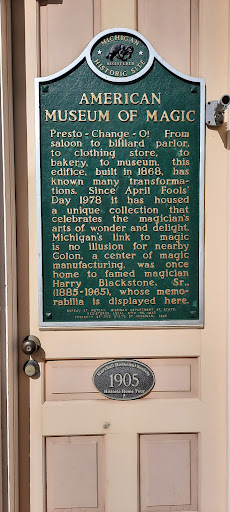 MICHIGAN
REGISTERED
HISTORIC SITE
AMERICAN
MUSEUM OF MAGIC
Presto-Change-O! From
saloon to billiard parlor,
to clothing store, to
bakery, to museum, this
edifice, built in 1868, has
known many transforma-
tions. Since April Fools'
Day 1978 it has housed
a unique collection that
celebrates the magician's
arts of wonder and delight.
Michigan's link to magic
is no illusion for nearby
Colon, a center of magic
manufacturing, was once
home to famed magician
Harry Blackstone, Sr.,
(1885-1965), whose memo-
rabilia is displayed here.
1905
Historic Home Tour